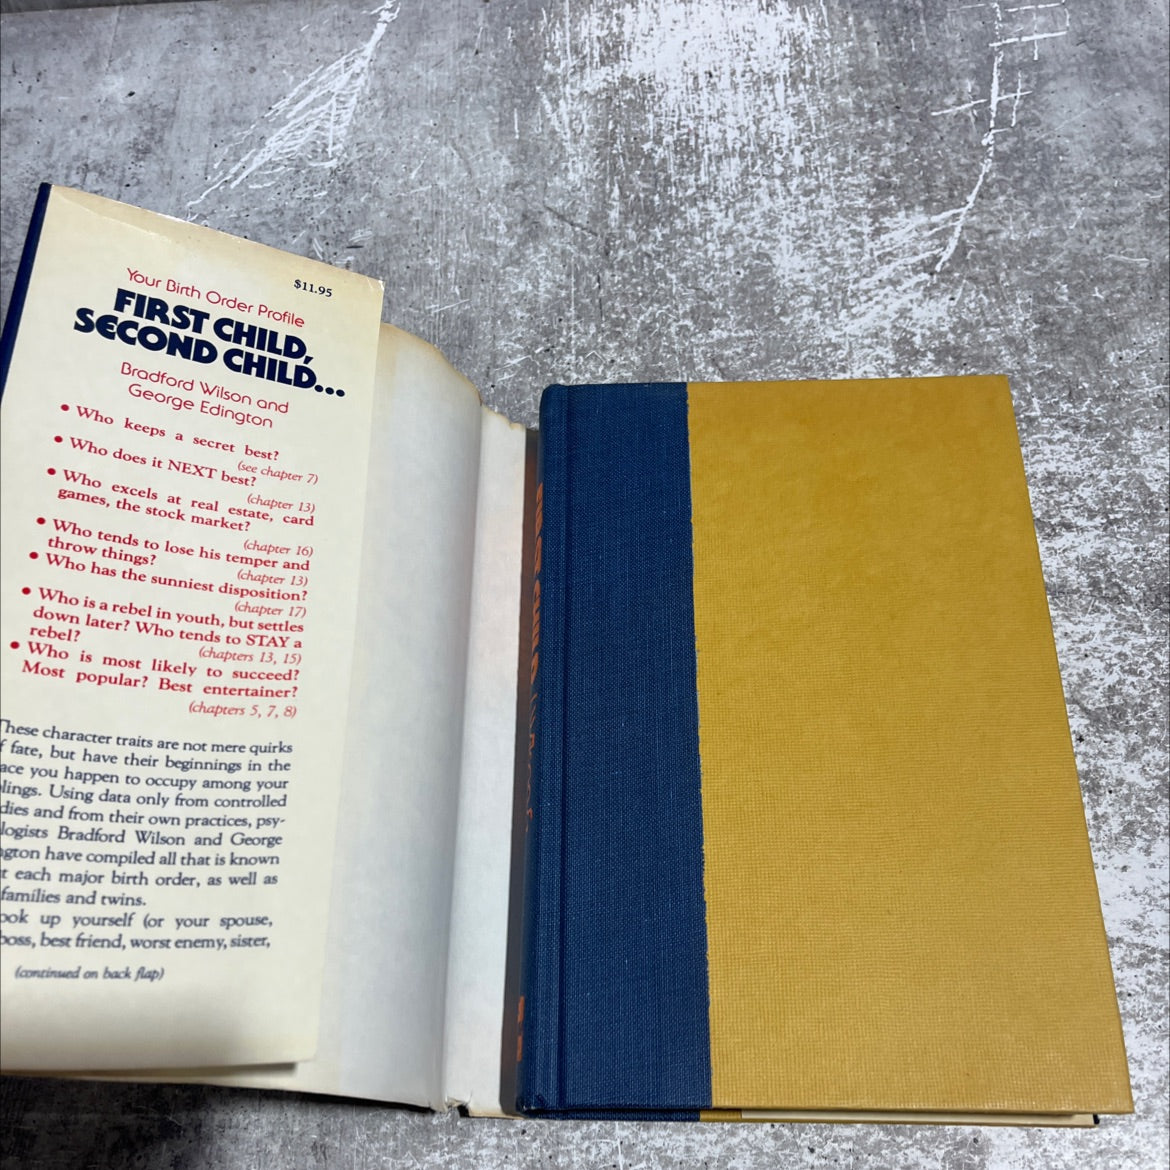 $11.95
Your Birth Order Profile
FIRST CHILD,
SECOND CHILD...
Bradford Wilson and
George Edington
• Who keeps a secret best?
(see chapter 7)
• Who does it NEXT best?
(chapter 13)
• Who excels at real estate, card
games, the stock market?
(chapter 16)
• Who tends to lose his temper and
throw things?
(chapter 13)
• Who has the sunniest disposition?
(chapter 17)
• Who is a rebel in youth, but settles
down later? Who tends to STAY a
rebel?
(chapters 13, 15)
• Who is most likely to succeed?
Most popular? Best entertainer?
(chapters 5, 7, 8)
These character traits are not mere quirks
f fate, but have their beginnings in the
ace you happen to occupy among your
lings. Using data only from controlled
dies and from their own practices, psy-
logists Bradford Wilson and George
ngton have compiled all that is known
t each major birth order, as well as
families and twins.
ook up yourself (or your spouse,
boss, best friend, worst enemy, sister,
(continued on back flap)